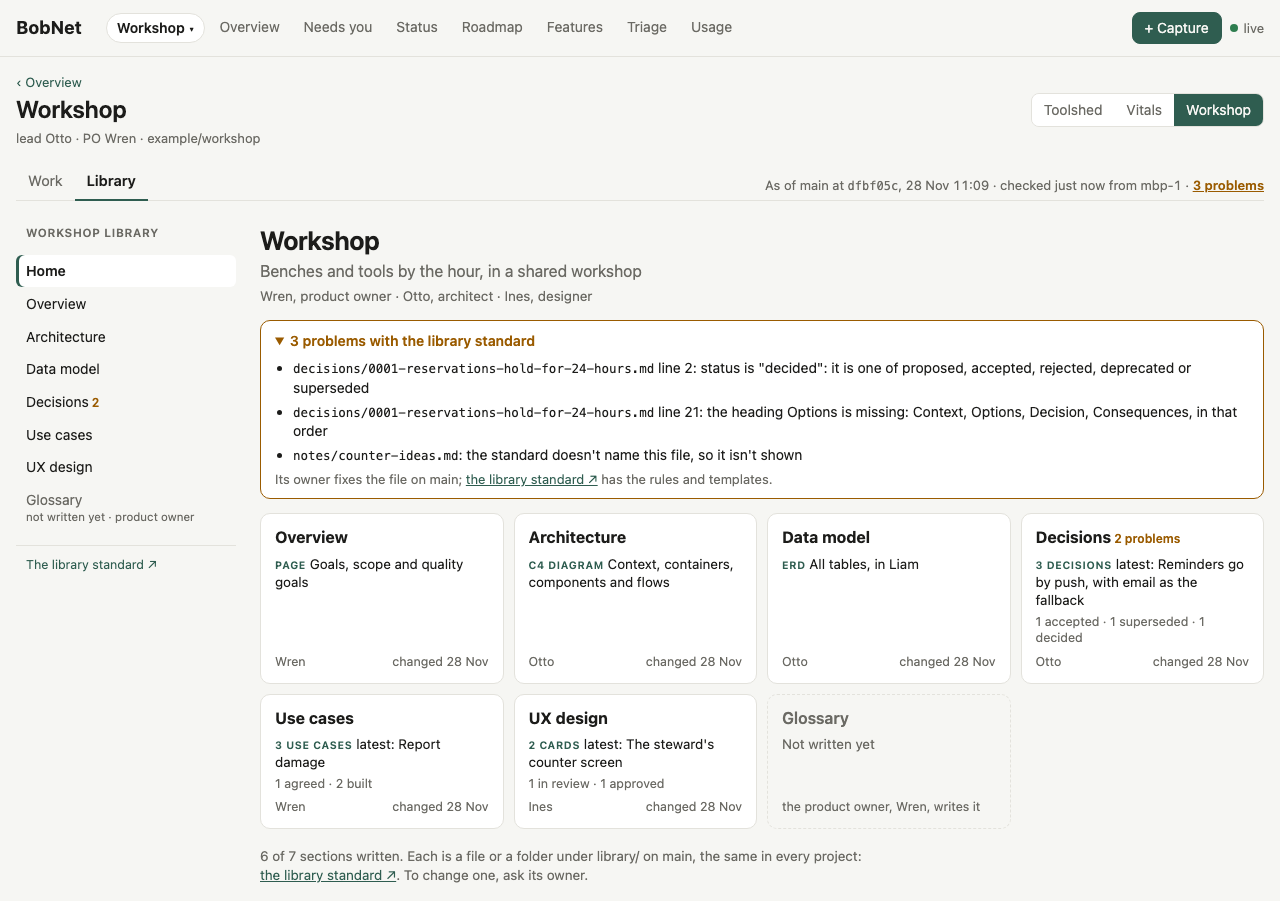 BobNet
Workshop ▾
Overview
Needs you
Status
Roadmap
Features
Triage
Usage
+ Capture
live
‹ Overview
Workshop
lead Otto · PO Wren · example/workshop
Toolshed
Vitals
Workshop
Work
Library
As of main at dfbf05c, 28 Nov 11:09 · checked just now from mbp-1 · 3 problems
WORKSHOP LIBRARY
Home
Overview
Architecture
Data model
Decisions 2
Use cases
UX design
Glossary
not written yet · product owner
The library standard ↗
Workshop
Benches and tools by the hour, in a shared workshop
Wren, product owner · Otto, architect · Ines, designer
▼ 3 problems with the library standard
• decisions/0001-reservations-hold-for-24-hours.md line 2: status is "decided": it is one of proposed, accepted, rejected, deprecated or
superseded
• decisions/0001-reservations-hold-for-24-hours.md line 21: the heading Options is missing: Context, Options, Decision, Consequences, in that
order
• notes/counter-ideas.md: the standard doesn't name this file, so it isn't shown
Its owner fixes the file on main; the library standard ↗ has the rules and templates.
Overview
PAGE Goals, scope and quality
goals
Wren
changed 28 Nov
Architecture
C4 DIAGRAM Context, containers,
components and flows
Otto
changed 28 Nov
Data model
ERD All tables, in Liam
Otto
changed 28 Nov
Decisions 2 problems
3 DECISIONS latest: Reminders go
by push, with email as the
fallback
1 accepted · 1 superseded · 1
decided
Otto
changed 28 Nov
Use cases
3 USE CASES latest: Report
damage
1 agreed · 2 built
Wren
changed 28 Nov
UX design
2 CARDS latest: The steward's
counter screen
1 in review · 1 approved
Ines
changed 28 Nov
Glossary
Not written yet
the product owner, Wren, writes it
6 of 7 sections written. Each is a file or a folder under library/ on main, the same in every project:
the library standard ↗. To change one, ask its owner.